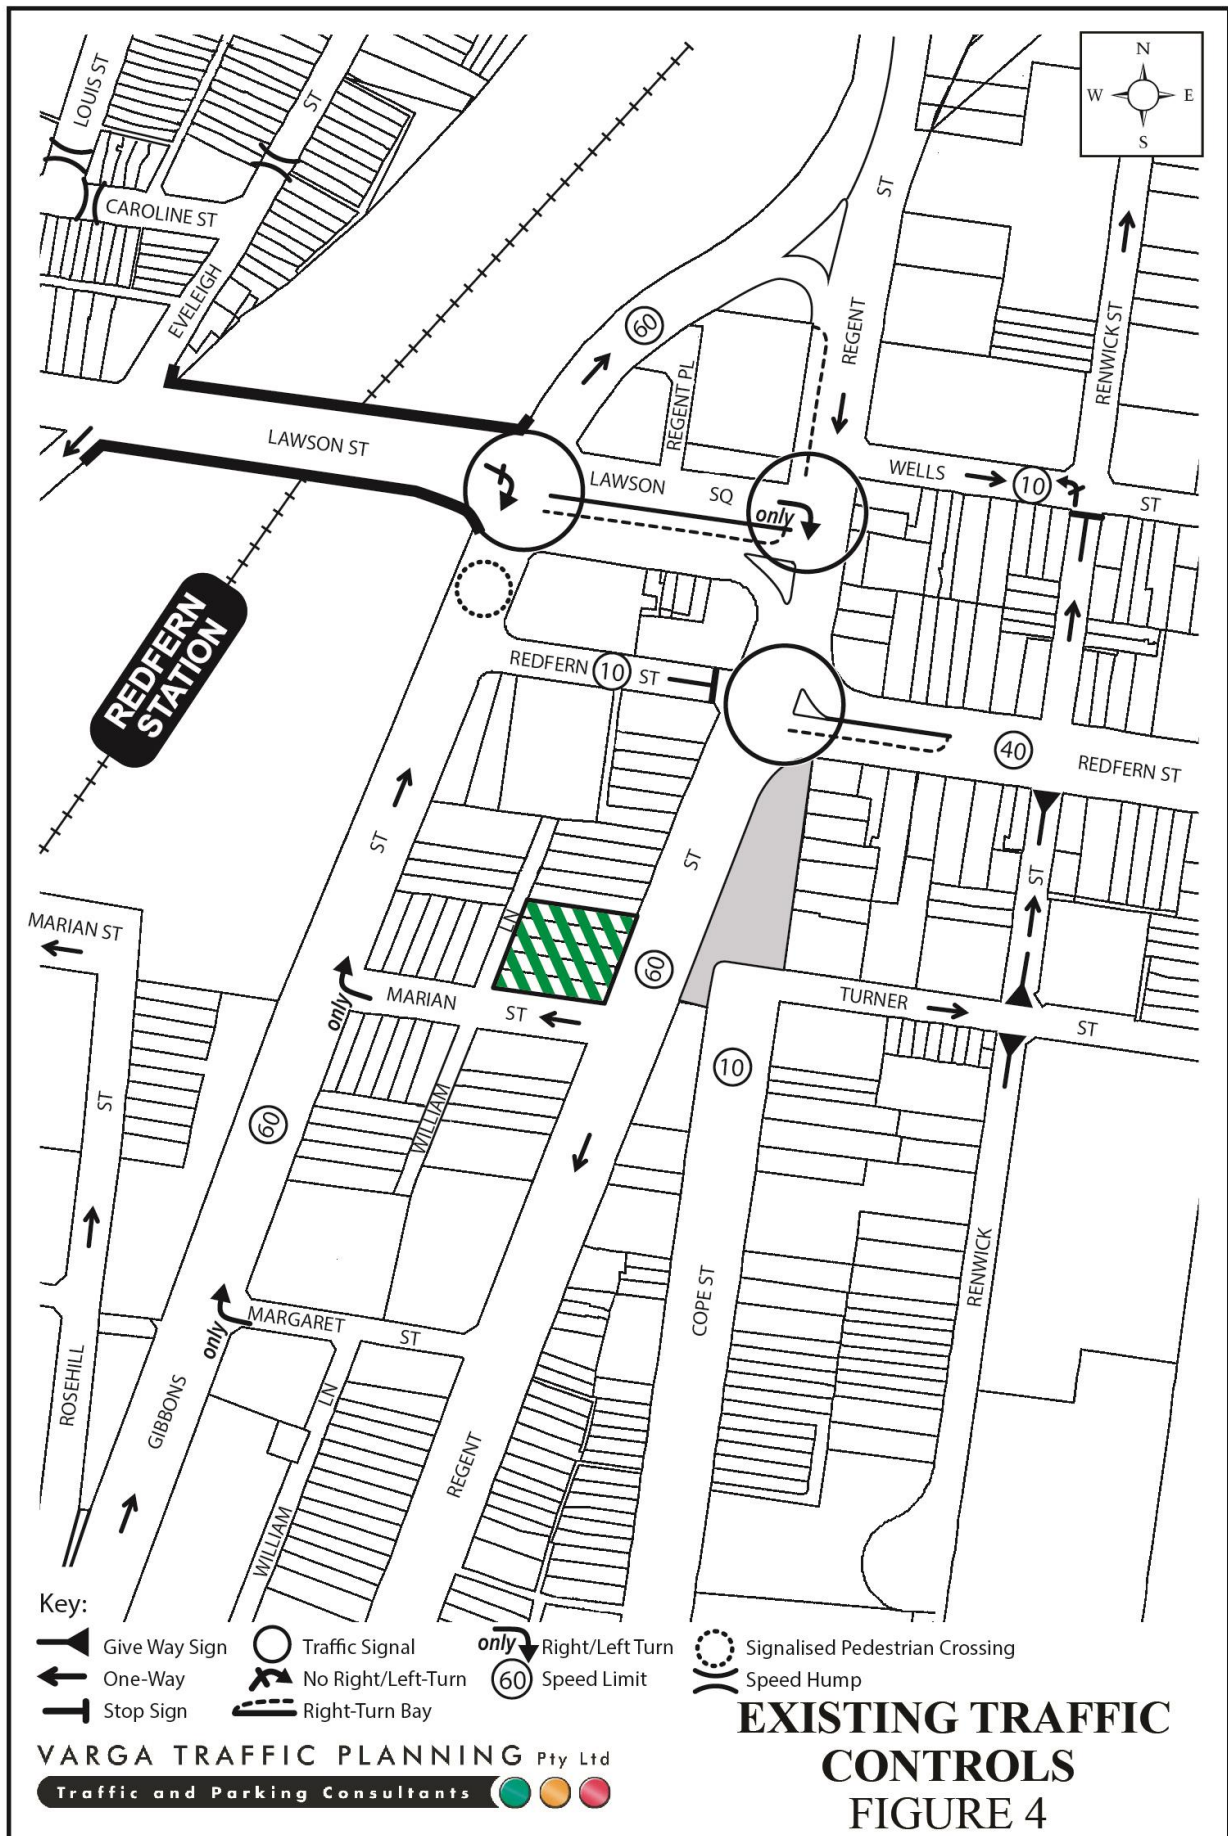 N
W E
S
LOUIS ST
ST
CAROLINE ST
EVELEIGH
60
ST
REGENT
RENWICK ST
REGENT PL
LAWSON ST
LAWSON SQ
only
WELLS
10
ST
REDFERN
STATION
REDFERN 10 ST
40
REDFERN ST
ST
ST
ST
MARIAN ST
LN
60
only
MARIAN
ST
TURNER
ST
10
ST
60
WILLIAM
RENWICK
COPE ST
only
MARGARET
ST
ROSEHILL
GIBBONS
LN
REGENT
WILLIAM
Key:
Give Way Sign
Traffic Signal
only Right/Left Turn
Signalised Pedestrian Crossing
One-Way
No Right/Left-Turn
60 Speed Limit
Speed Hump
Stop Sign
Right-Turn Bay
EXISTING TRAFFIC
CONTROLS
FIGURE 4
VARGA TRAFFIC PLANNING Pty Ltd
Traffic and Parking Consultants